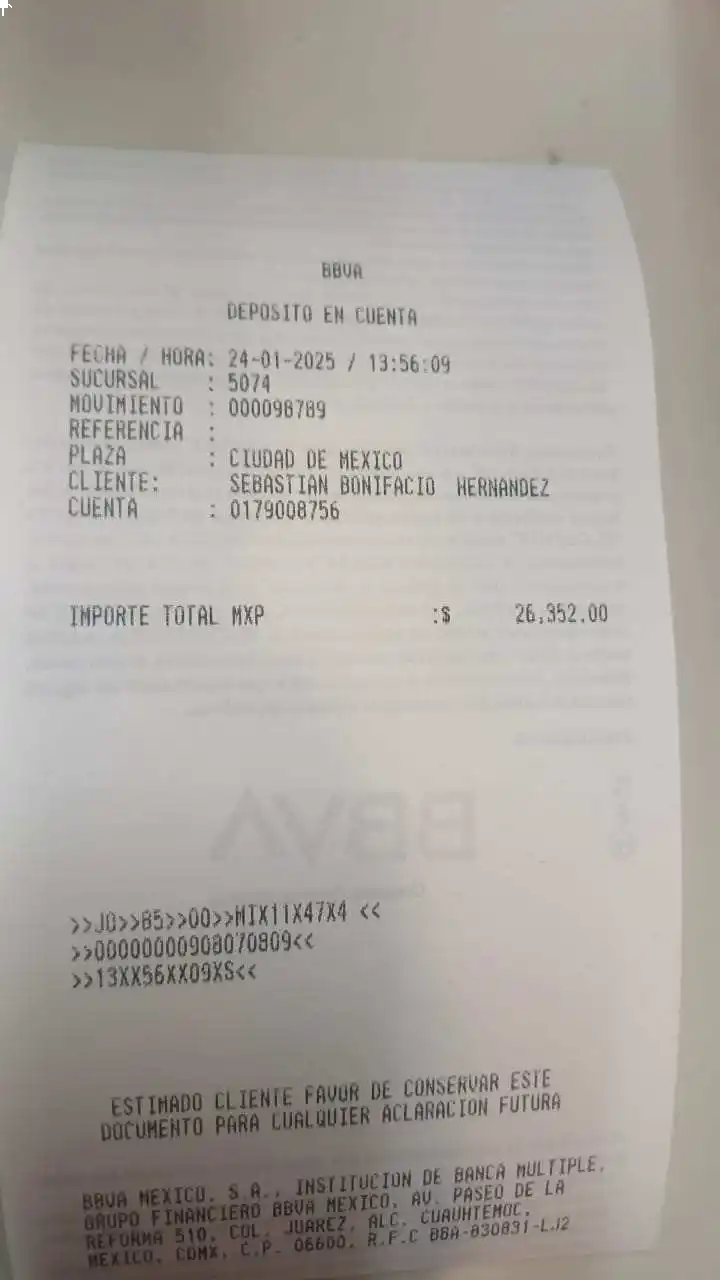 BBVA
DEPOSITO EN CUENTA
FECHA / HORA: 24-01-2025 / 13:56:09
SUCURSAL : 5074
MOVIMIENTO : 000098789
REFERENCIA :
PLAZA : CIUDAD DE MEXICO
CLIENTE: SEBASTIAN BONIFACIO HERNANDEZ
CUENTA : 0179008756
IMPORTE TOTAL MXP :$ 26,352.00
BBVA
>>J0>>85>>00>>MIX11X47X4 <<
>>00000000908070809<<
>>13XX56XX09XS<<
ESTIMADO CLIENTE FAVOR DE CONSERVAR ESTE
DOCUMENTO PARA CUALQUIER ACLARACION FUTURA
BBVA MEXICO, S.A., INSTITUCION DE BANCA MULTIPLE,
GRUPO FINANCIERO BBVA MEXICO, AV. PASEO DE LA
REFORMA 510, COL. JUAREZ, ALC. CUAUHTEMOC,
MEXICO, CDMX, C.P. 06600, R.F.C BBA-830831-LJ2